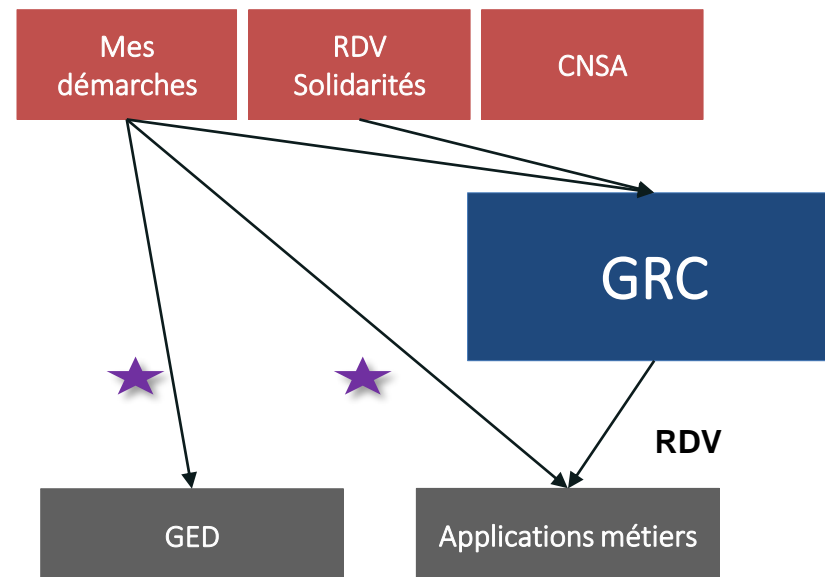 Mes
démarches
RDV
Solidarités
CNSA
GRC
RDV
GED
Applications métiers